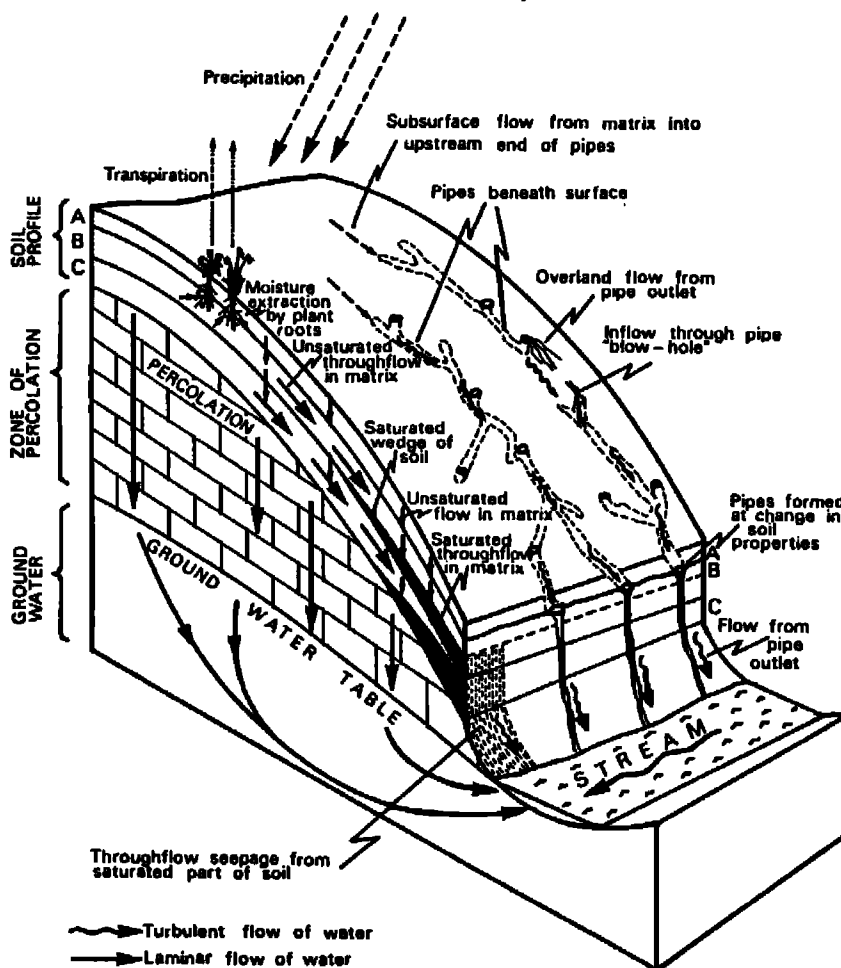 Precipitation
Subsurface flow from matrix into
upstream end of pipes
Transpiration
Pipes beneath surface
SOIL
PROFILE
A
B
C
Overland flow from
pipe outlet
Moisture
extraction
by plant
roots
Inflow through pipe
"blow-hole"
Unsaturated
throughflow
in matrix
ZONE OF
PERCOLATION
PERCOLATION
Saturated
wedge of
soil
Unsaturated
flow in matrix
Pipes formed
at change in
soil
properties
Saturated
throughflow
in matrix
A
B
C
GROUND
WATER
GROUND WATER TABLE
Flow from
pipe
outlet
STREAM
Throughflow seepage from
saturated part of soil
Turbulent flow of water
Laminar flow of water